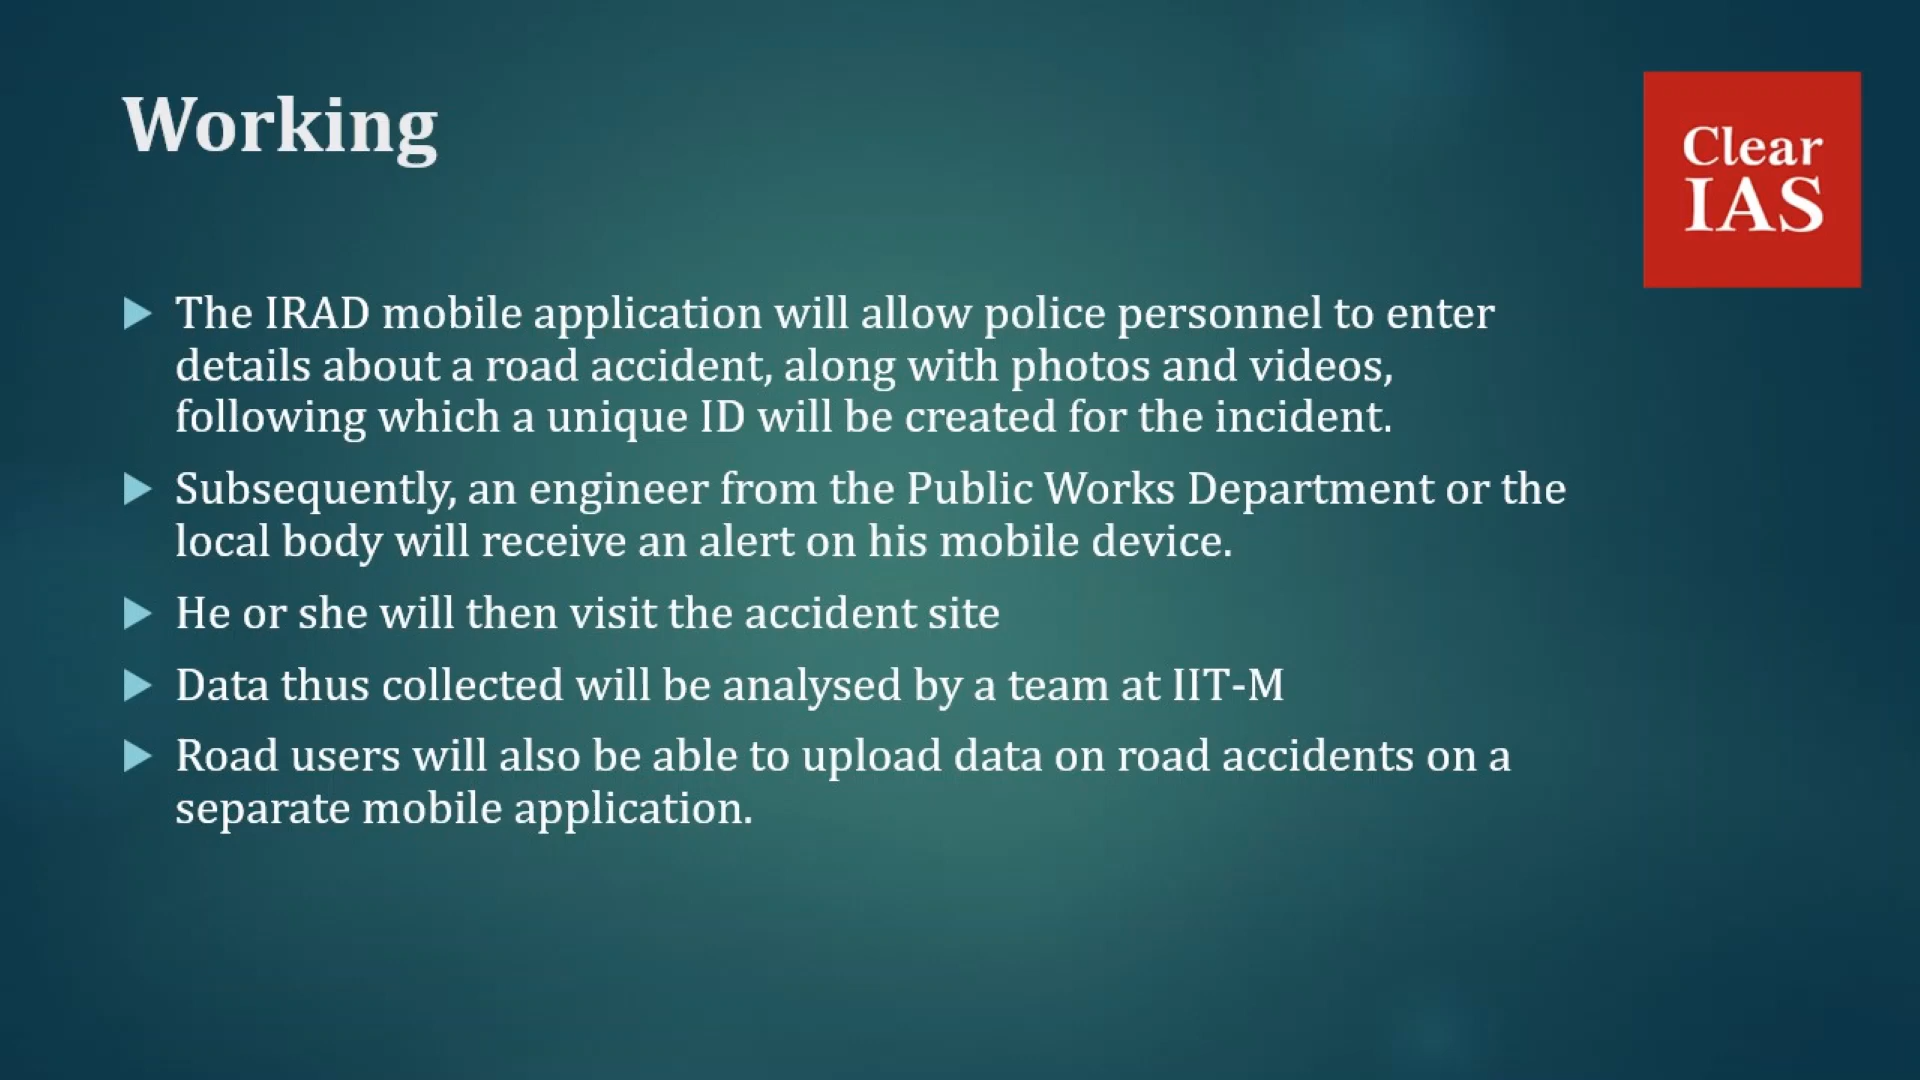 Working
Clear
IAS
The IRAD mobile application will allow police personnel to enter
details about a road accident, along with photos and videos,
following which a unique ID will be created for the incident.
Subsequently, an engineer from the Public Works Department or the
local body will receive an alert on his mobile device.
He or she will then visit the accident site
Data thus collected will be analysed by a team at IIT-M
Road users will also be able to upload data on road accidents on a
separate mobile application.